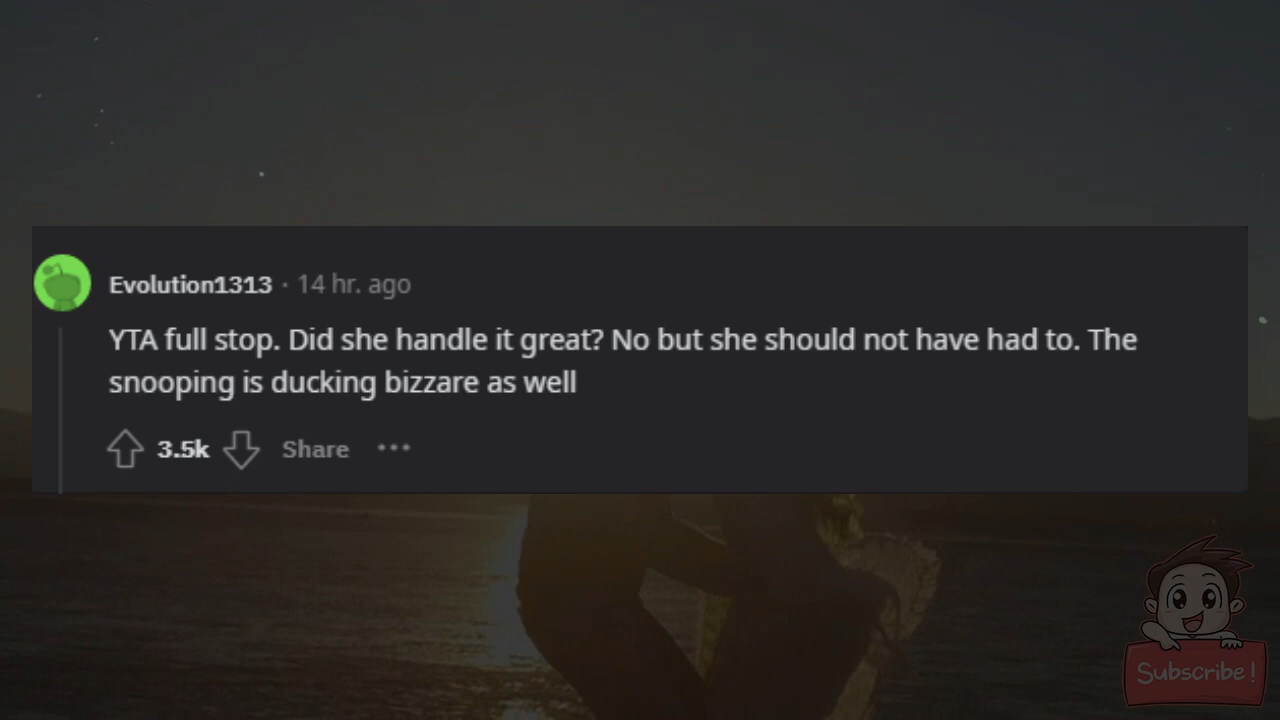 Evolution1313 · 14 hr. ago
YTA full stop. Did she handle it great? No but she should not have had to. The
snooping is ducking bizzare as well
3.5k Share ···
Subscribe!